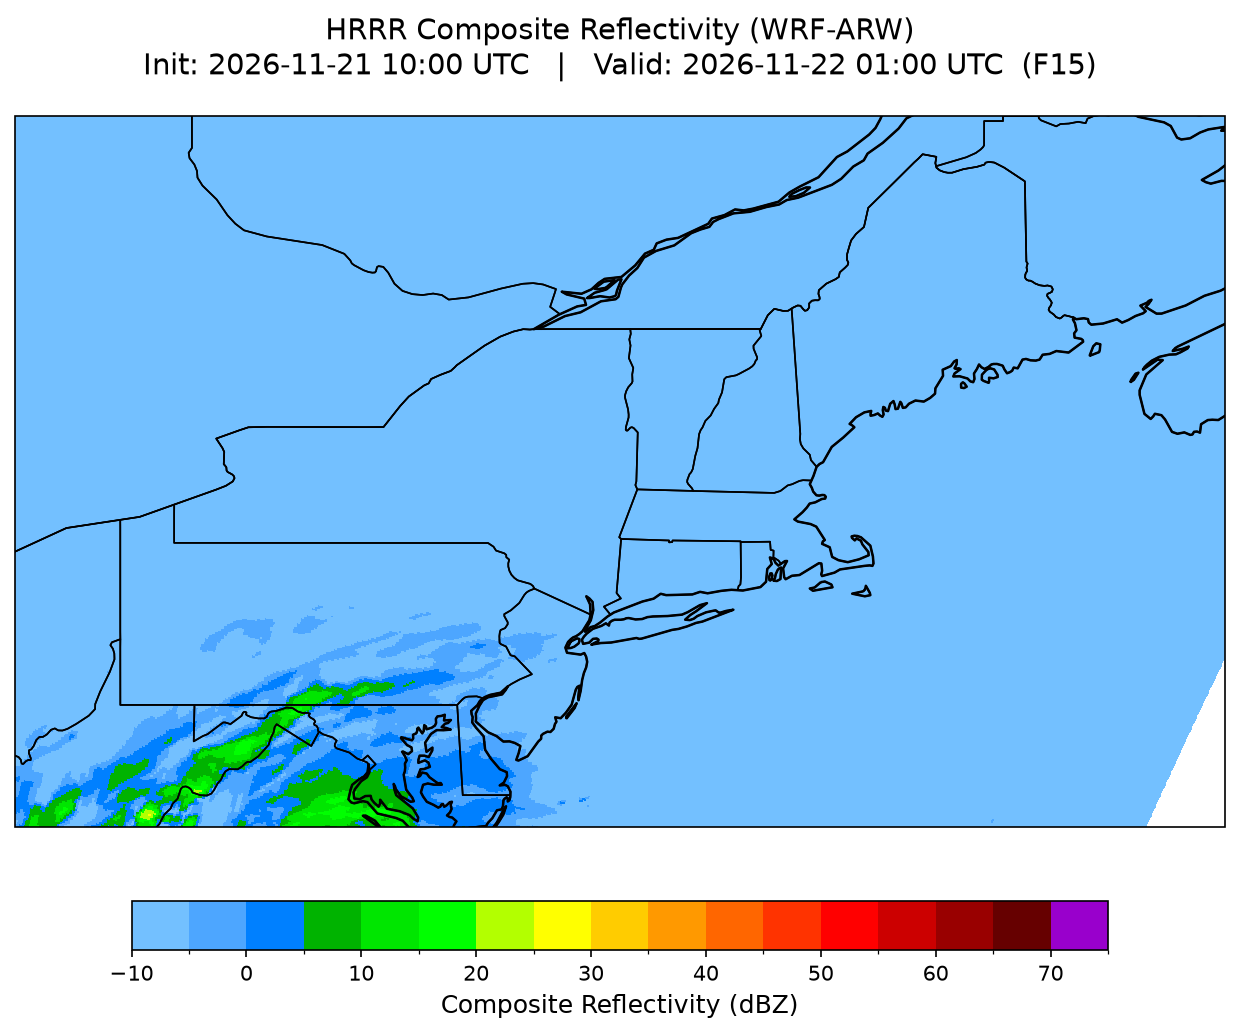 HRRR Composite Reflectivity (WRF-ARW)
Init: 2026-11-21 10:00 UTC   |   Valid: 2026-11-22 01:00 UTC  (F15)
−10 0 10 20 30 40 50 60 70
Composite Reflectivity (dBZ)